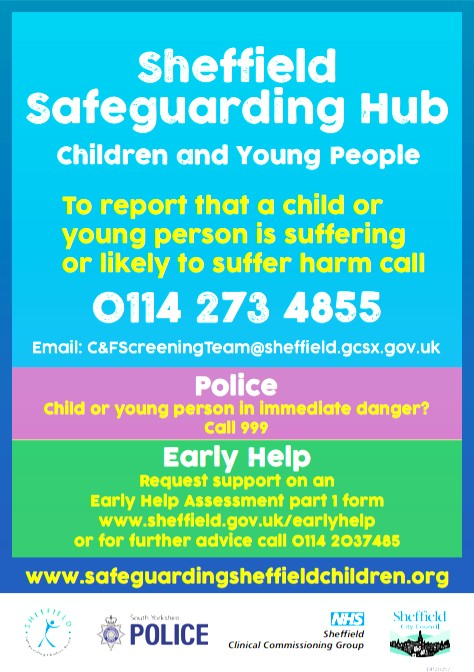 Sheffield
Safeguarding Hub
Children and Young People
To report that a child or
young person is suffering
or likely to suffer harm call
0114 273 4855
Email: C&FScreeningTeam@sheffield.gcsx.gov.uk
Police
Child or young person in immediate danger?
Call 999
Early Help
Request support on an
Early Help Assessment part 1 form
www.sheffield.gov.uk/earlyhelp
or for further advice call 0114 2037485
www.safeguardingsheffieldchildren.org
SHEFFIELD
South Yorkshire
POLICE
NHS
Sheffield
Clinical Commissioning Group
Sheffield
City Council